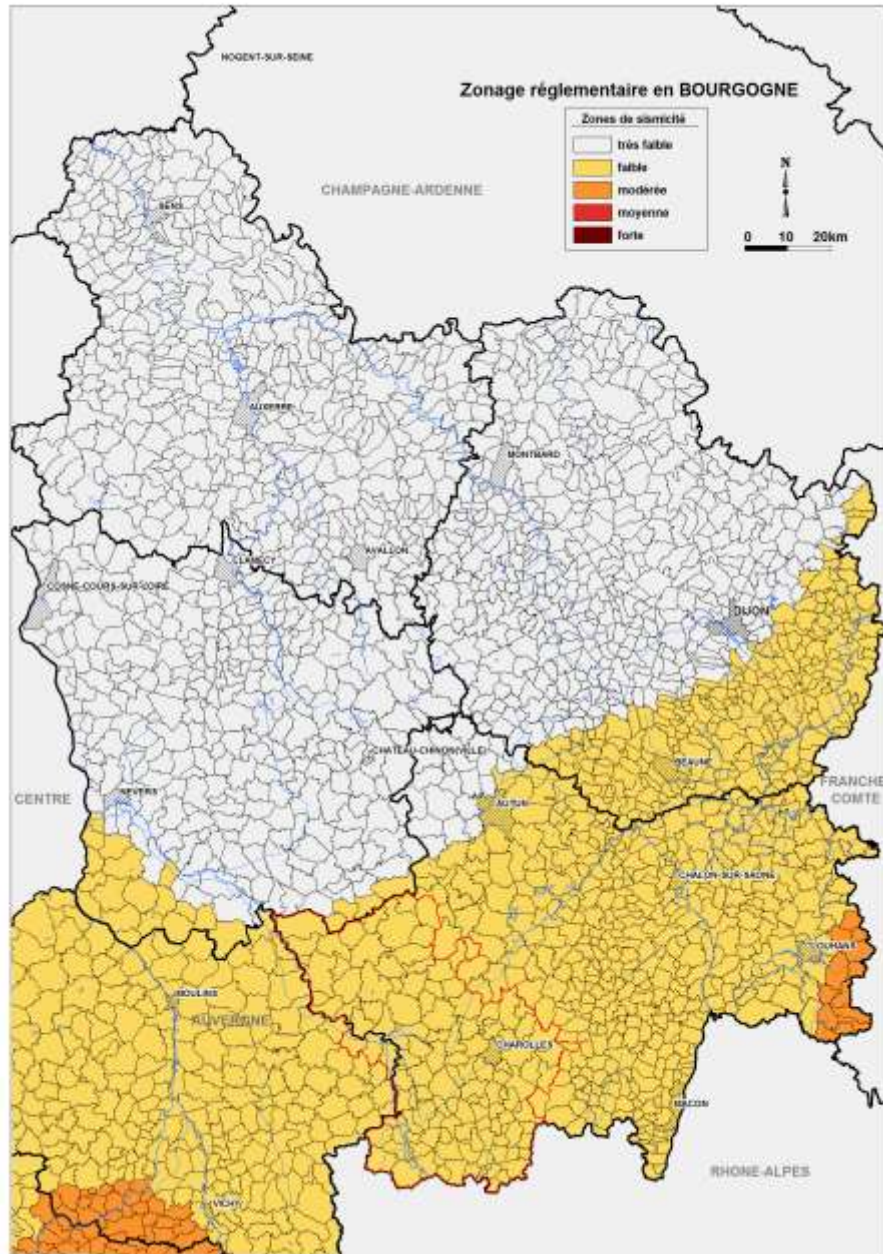 NOGENT-SUR-SEINE
Zonage réglementaire en BOURGOGNE
Zones de sismicité
très faible
faible
modérée
moyenne
forte
N
0 10 20km
CHAMPAGNE-ARDENNE
SENS
AUXERRE
MONTBARD
CLAMECY
AVALLON
COSNE-COURS-SUR-LOIRE
DIJON
CHATEAU-CHINON(VILLE)
BEAUNE
CENTRE
NEVERS
AUTUN
FRANCHE
COMTE
CHALON-SUR-SAONE
LOUHANS
MOULINS
AUVERGNE
CHAROLLES
MACON
RHONE-ALPES
VICHY